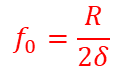 f₀ = R / 2δ